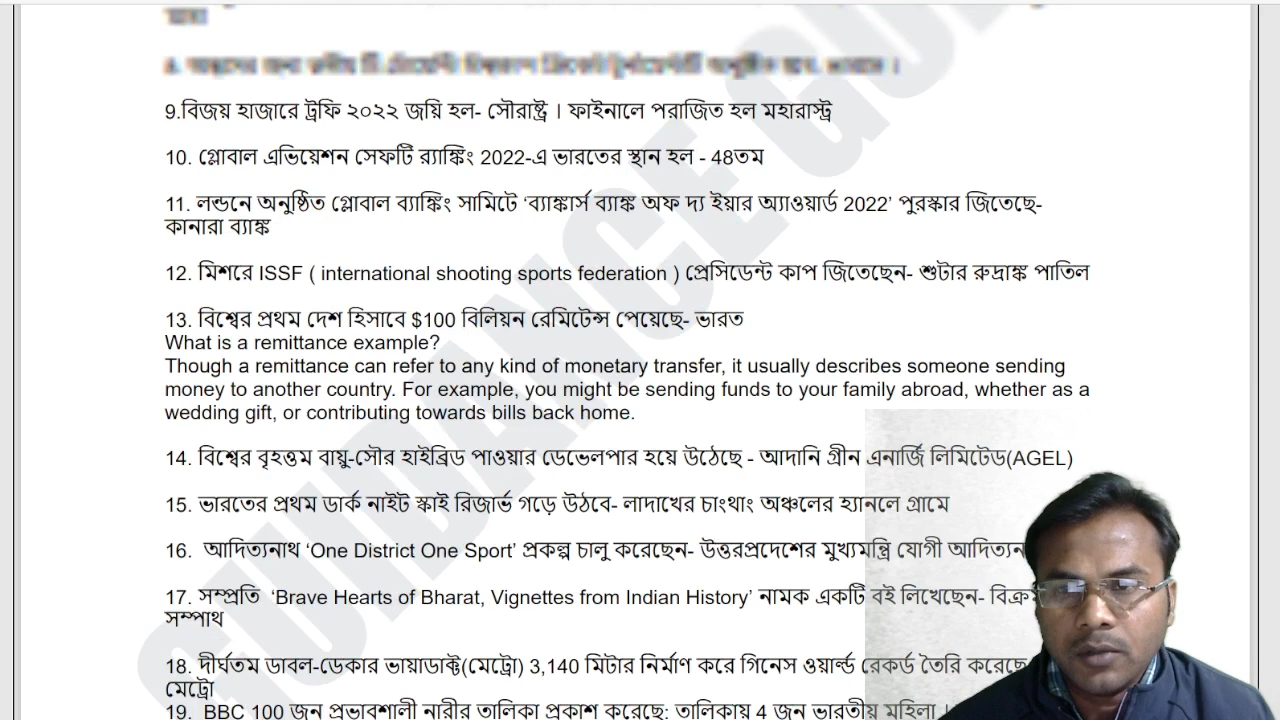 9.বিজয় হাজারে ট্রফি ২০২২ জয়ি হল- সৌরাষ্ট্র । ফাইনালে পরাজিত হল মহারাস্ট্র
10. গ্লোবাল এভিয়েশন সেফটি র‍্যাঙ্কিং 2022-এ ভারতের স্থান হল - 48তম
11. লন্ডনে অনুষ্ঠিত গ্লোবাল ব্যাঙ্কিং সামিটে ‘ব্যাঙ্কার্স ব্যাঙ্ক অফ দ্য ইয়ার অ্যাওয়ার্ড 2022’ পুরস্কার জিতেছে-
কানারা ব্যাঙ্ক
12. মিশরে ISSF ( international shooting sports federation ) প্রেসিডেন্ট কাপ জিতেছেন- শুটার রুদ্রাঙ্ক পাতিল
13. বিশ্বের প্রথম দেশ হিসাবে $100 বিলিয়ন রেমিটেন্স পেয়েছে- ভারত
What is a remittance example?
Though a remittance can refer to any kind of monetary transfer, it usually describes someone sending
money to another country. For example, you might be sending funds to your family abroad, whether as a
wedding gift, or contributing towards bills back home.
14. বিশ্বের বৃহত্তম বায়ু-সৌর হাইব্রিড পাওয়ার ডেভেলপার হয়ে উঠেছে - আদানি গ্রীন এনার্জি লিমিটেড(AGEL)
15. ভারতের প্রথম ডার্ক নাইট স্কাই রিজার্ভ গড়ে উঠবে- লাদাখের চাংথাং অঞ্চলের হ্যানলে গ্রামে
16. আদিত্যনাথ ‘One District One Sport’ প্রকল্প চালু করেছেন- উত্তরপ্রদেশের মুখ্যমন্ত্রি যোগী
17. সম্প্রতি ‘Brave Hearts of Bharat, Vignettes from Indian History’ নামক একটি বই লিখেছেন-
সম্পাথ
18. দীর্ঘতম ডাবল-ডেকার ভায়াডাক্ট(মেট্রো) 3,140 মিটার নির্মাণ করে গিনেস ওয়ার্ল্ড রেকর্ড তৈরি করেছে
মেট্রো
19. BBC 100 জন প্রভাবশালী নারীর তালিকা প্রকাশ করেছে; তালিকায় 4 জন ভারতীয় মহিলা ।
GUIDANCE